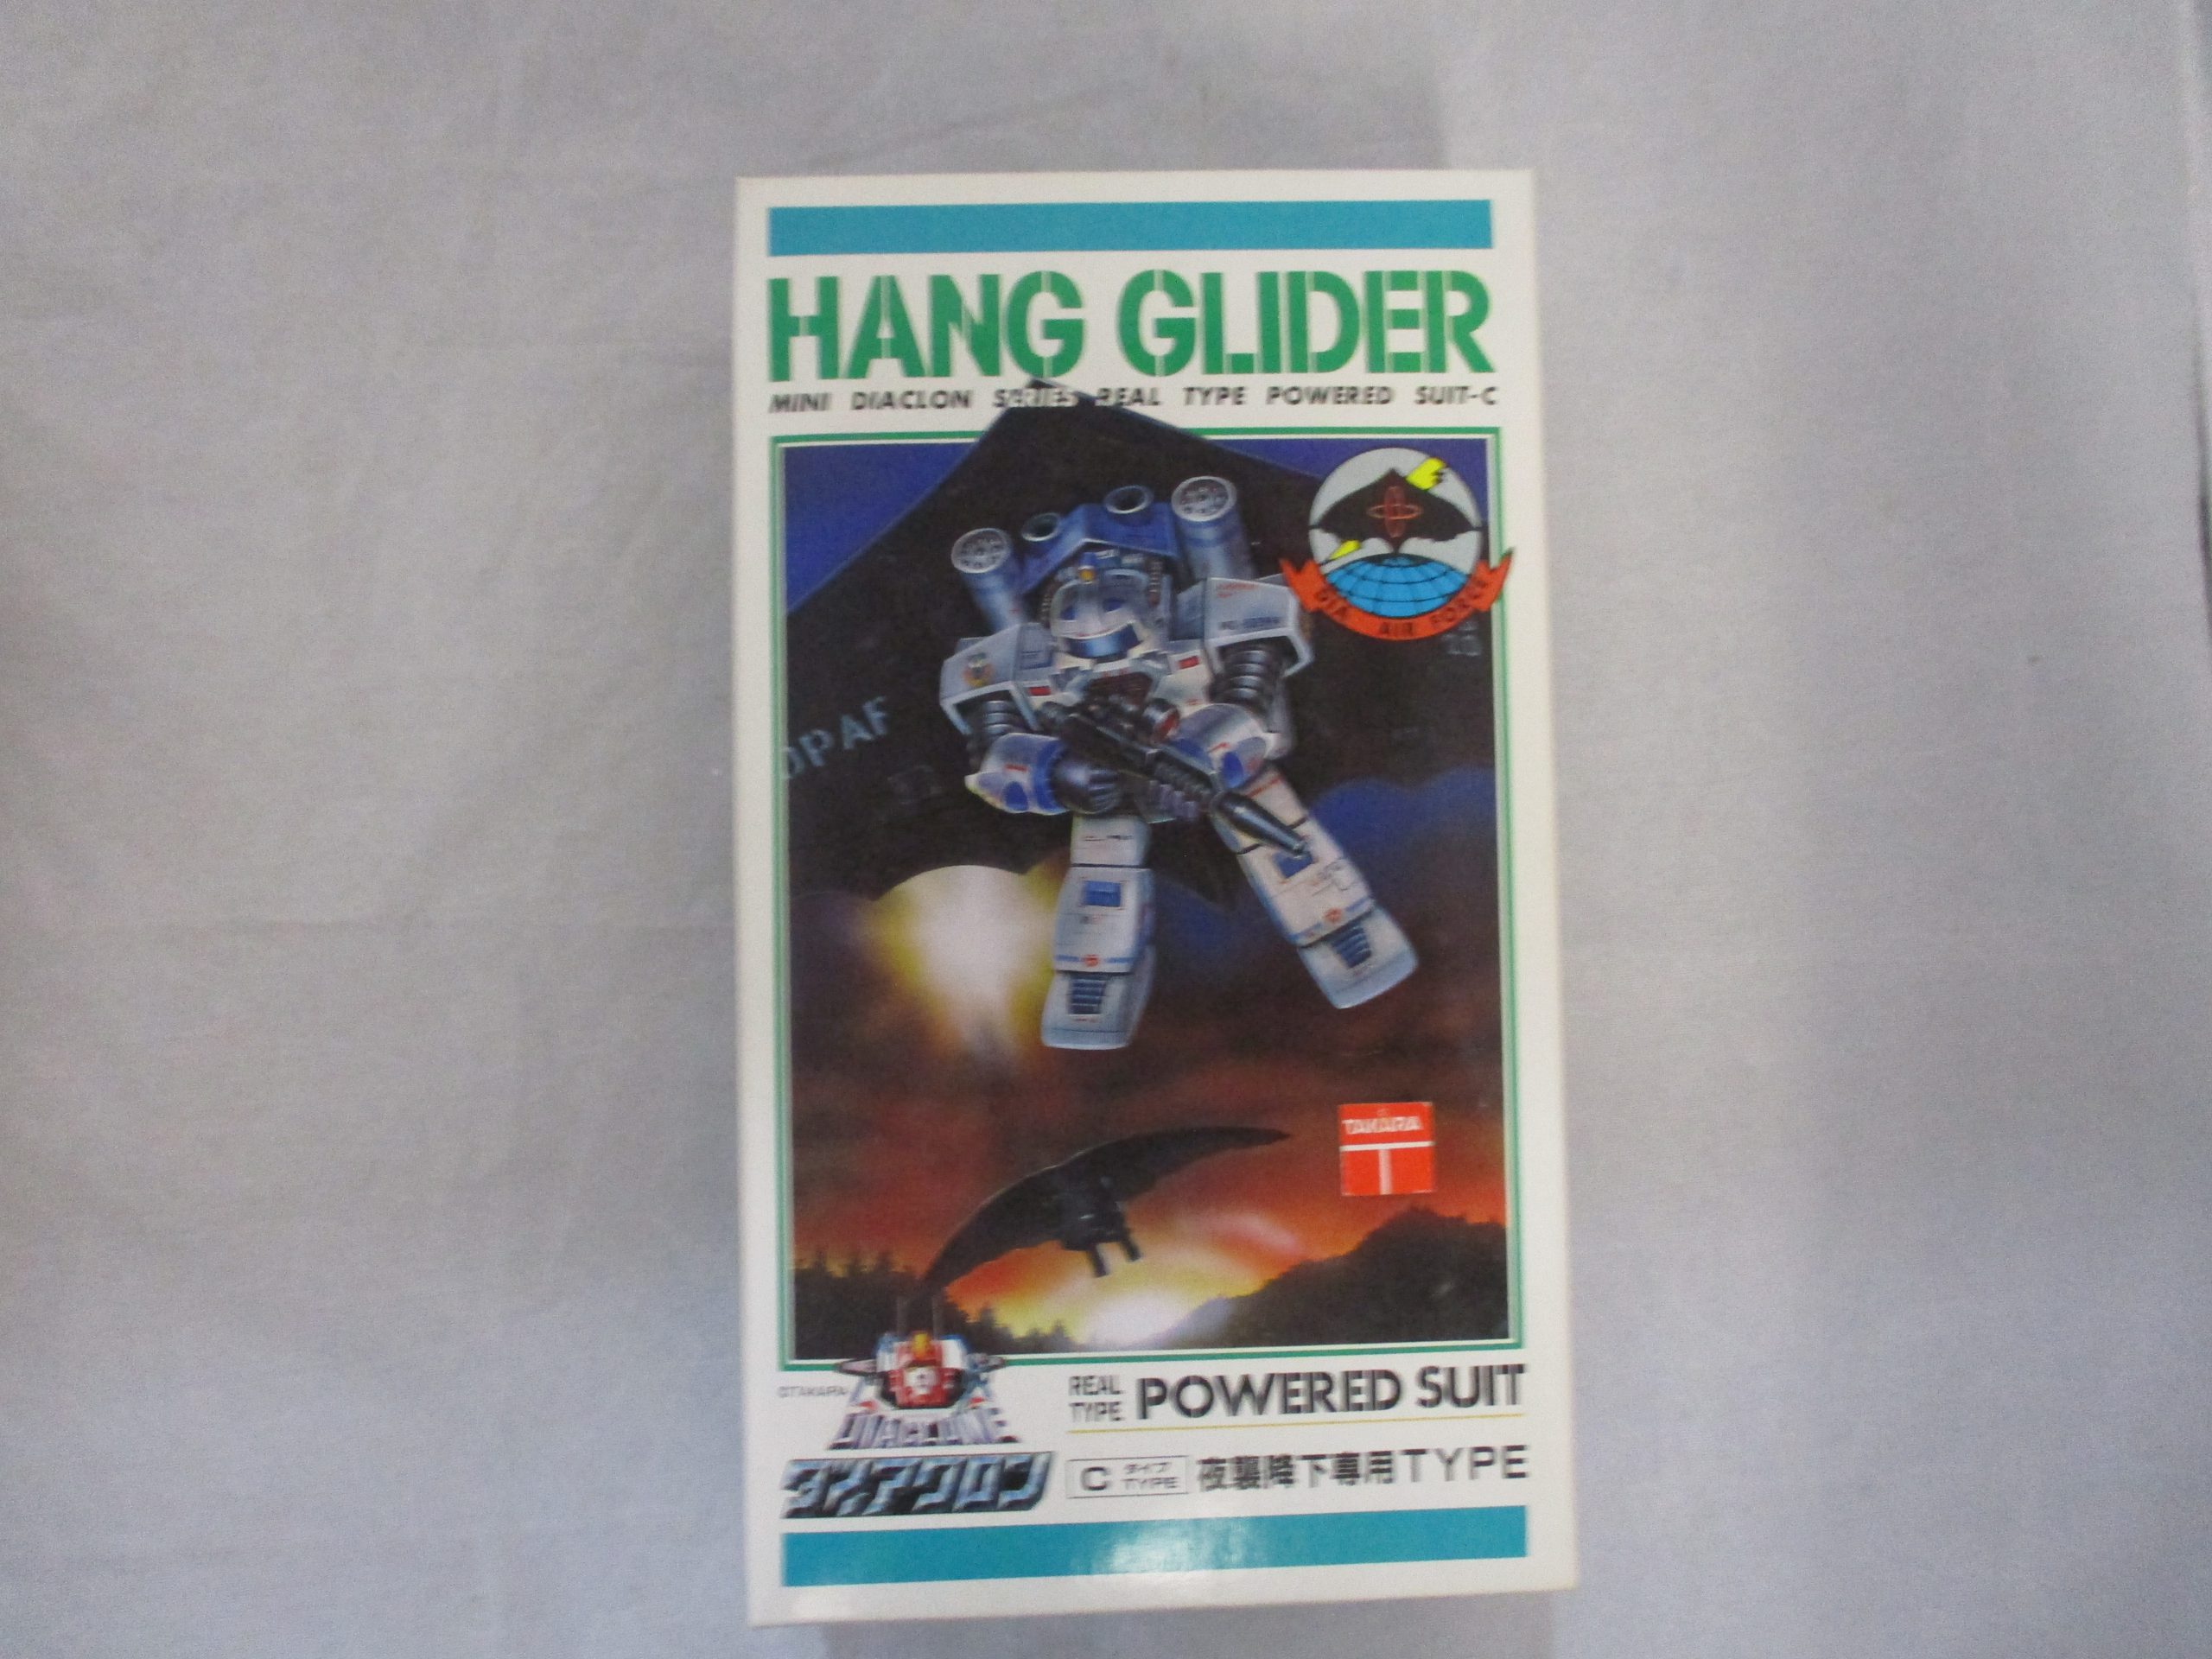 HANG GLIDER
MINI DIACLON SERIES REAL TYPE POWERED SUIT-C
DIA AIR FORCE
DPAF
TAKARA
T
©TAKARA
REAL TYPE POWERED SUIT
DIACLONE
ダイアクロン
C タイプ TYPE 夜襲降下専用TYPE